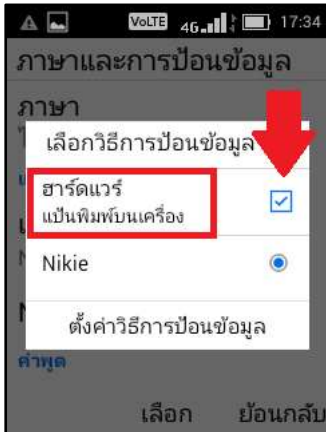 VoLTE 4G 17:34
ภาษาและการป้อนข้อมูล
ภาษา
เลือกวิธีการป้อนข้อมูล
ฮาร์ดแวร์
แป้นพิมพ์บนเครื่อง
Nikie
ตั้งค่าวิธีการป้อนข้อมูล
คำพูด
เลือก ย้อนกลับ